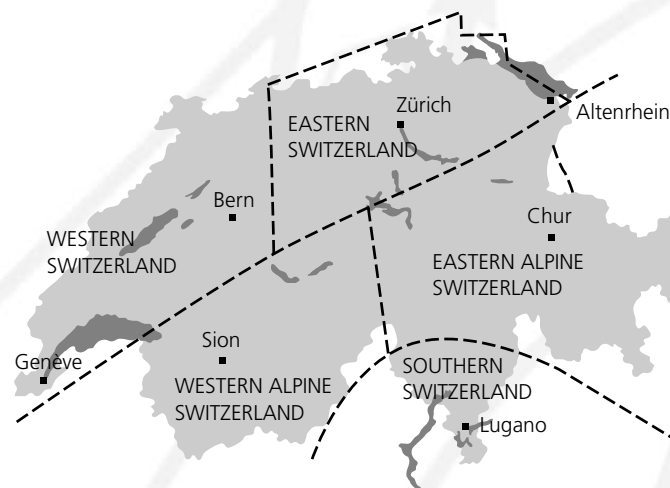 Zürich
Altenrhein
EASTERN
SWITZERLAND
Bern
Chur
WESTERN
SWITZERLAND
EASTERN ALPINE
SWITZERLAND
Sion
Genève
SOUTHERN
SWITZERLAND
WESTERN ALPINE
SWITZERLAND
Lugano